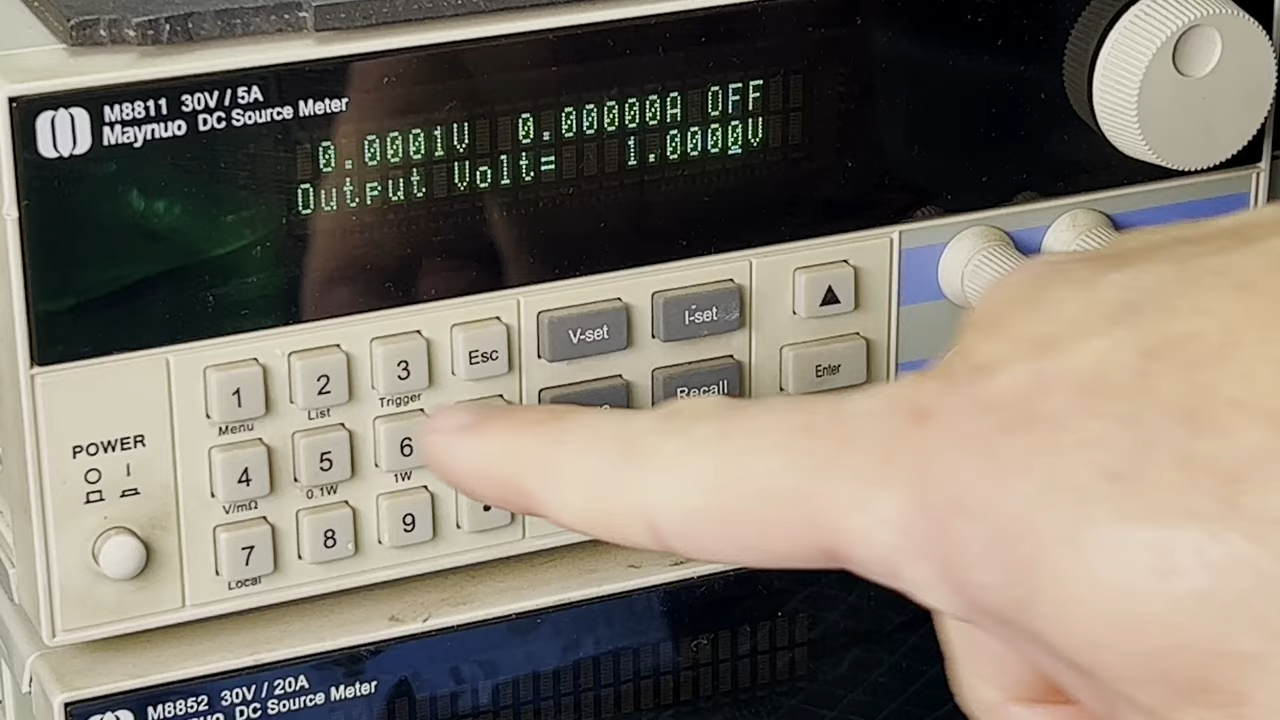 M8811 30V / 5A
Maynuo DC Source Meter
0.0001V 0.00000A OFF
Output Volt= 1.0000V
POWER
1
Menu
2
List
3
Trigger
Esc
4
V/mΩ
5
0.1W
6
1W
7
Local
8
9
V-set
I-set
Recall
▲
Enter
M8852 30V / 20A
DC Source Meter